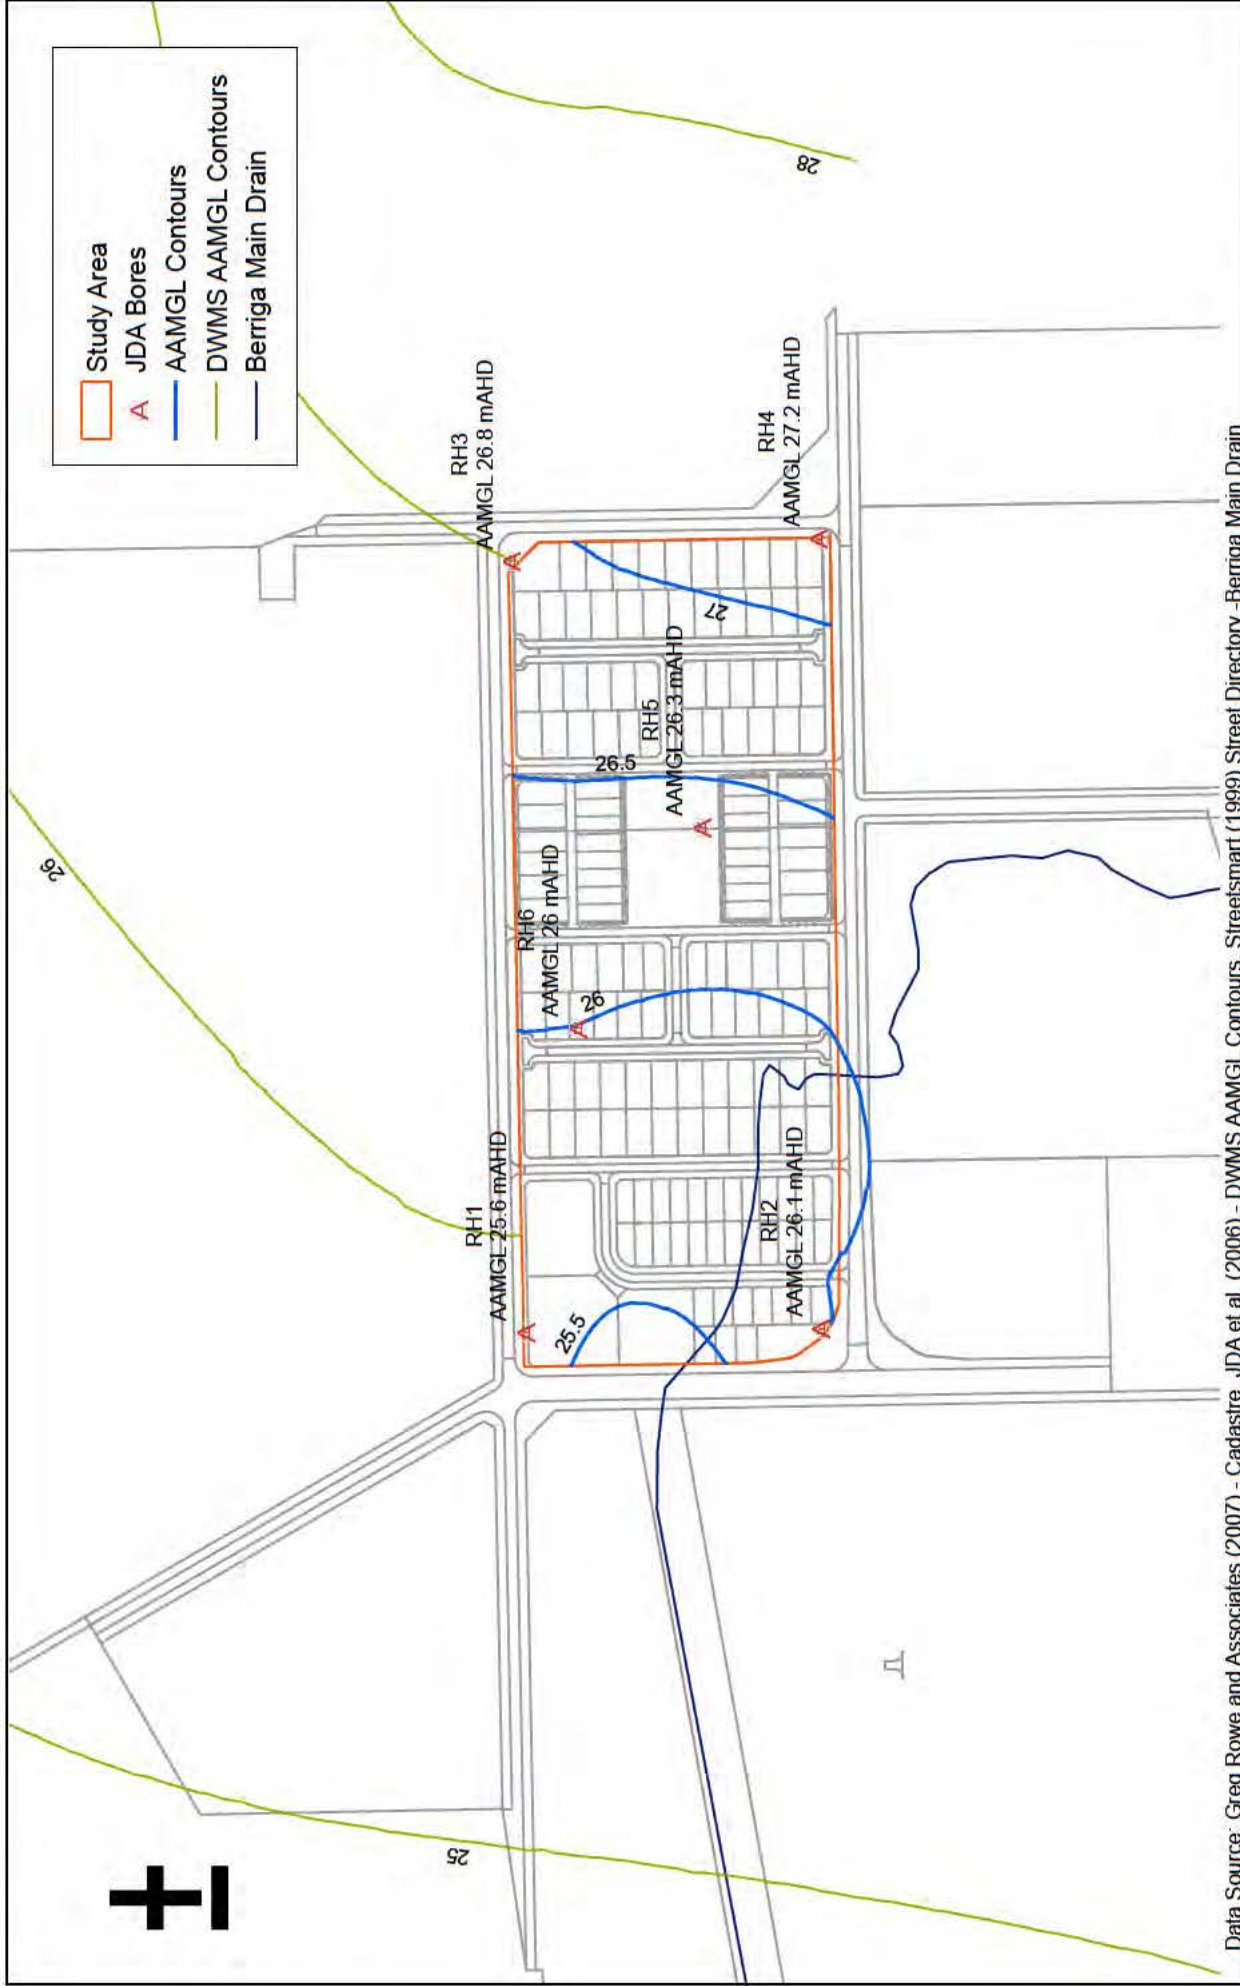 Study Area
JDA Bores
AAMGL Contours
DWMS AAMGL Contours
Berriga Main Drain
28
26
25
RH3
AAMGL 26.8 mAHD
RH4
AAMGL 27.2 mAHD
27
RH5
AAMGL 26.3 mAHD
26.5
RH6
AAMGL 26 mAHD
26
RH1
AAMGL 25.6 mAHD
RH2
AAMGL 26.1 mAHD
25.5
Data Source: Greg Rowe and Associates (2007) - Cadastre, JDA et al, (2006) - DWMS AAMGL Contours, Streetsmart (1999) Street Directory -Berriga Main Drain